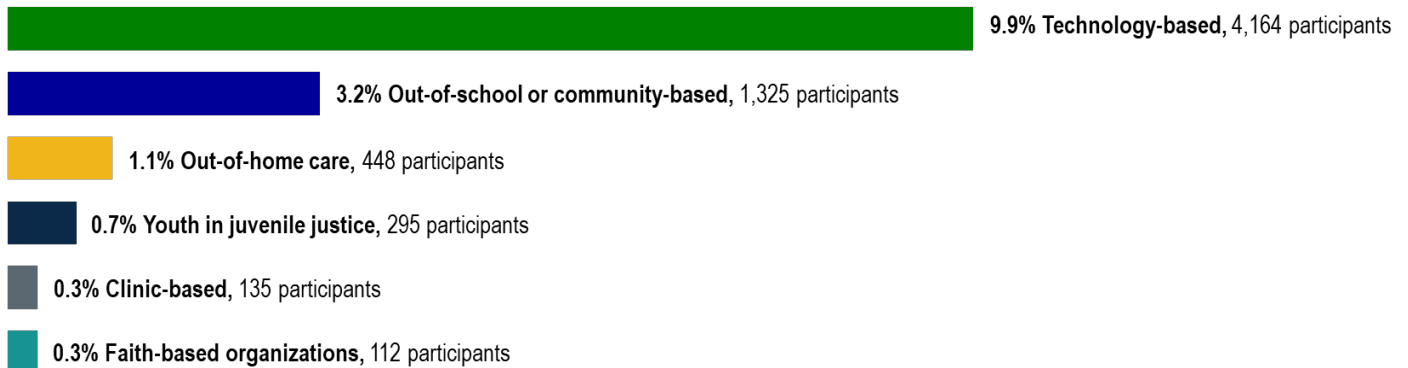 9.9% Technology-based, 4,164 participants
3.2% Out-of-school or community-based, 1,325 participants
1.1% Out-of-home care, 448 participants
0.7% Youth in juvenile justice, 295 participants
0.3% Clinic-based, 135 participants
0.3% Faith-based organizations, 112 participants